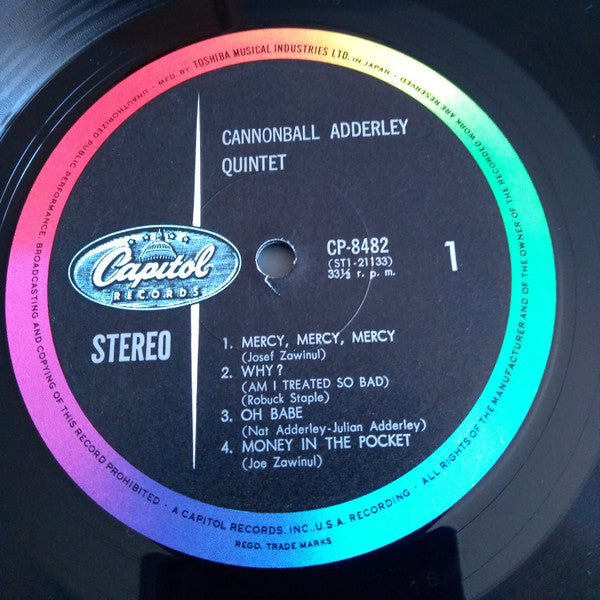 MFD. BY TOSHIBA MUSICAL INDUSTRIES LTD. IN JAPAN
UNAUTHORIZED PUBLIC PERFORMANCE, BROADCASTING AND COPYING OF THIS RECORD PROHIBITED - ALL RIGHTS OF THE MANUFACTURER AND OF THE OWNER OF THE RECORDED WORK ARE RESERVED
CANNONBALL ADDERLEY
QUINTET
Capitol
RECORDS
STEREO
CP-8482
(ST1-21133)
33⅓ r. p. m.
1
1. MERCY, MERCY, MERCY
(Josef Zawinul)
2. WHY?
(AM I TREATED SO BAD)
(Robuck Staple)
3. OH BABE
(Nat Adderley-Julian Adderley)
4. MONEY IN THE POCKET
(Joe Zawinul)
- A CAPITOL RECORDS, INC., U.S.A. RECORDING -
REGD. TRADE MARKS